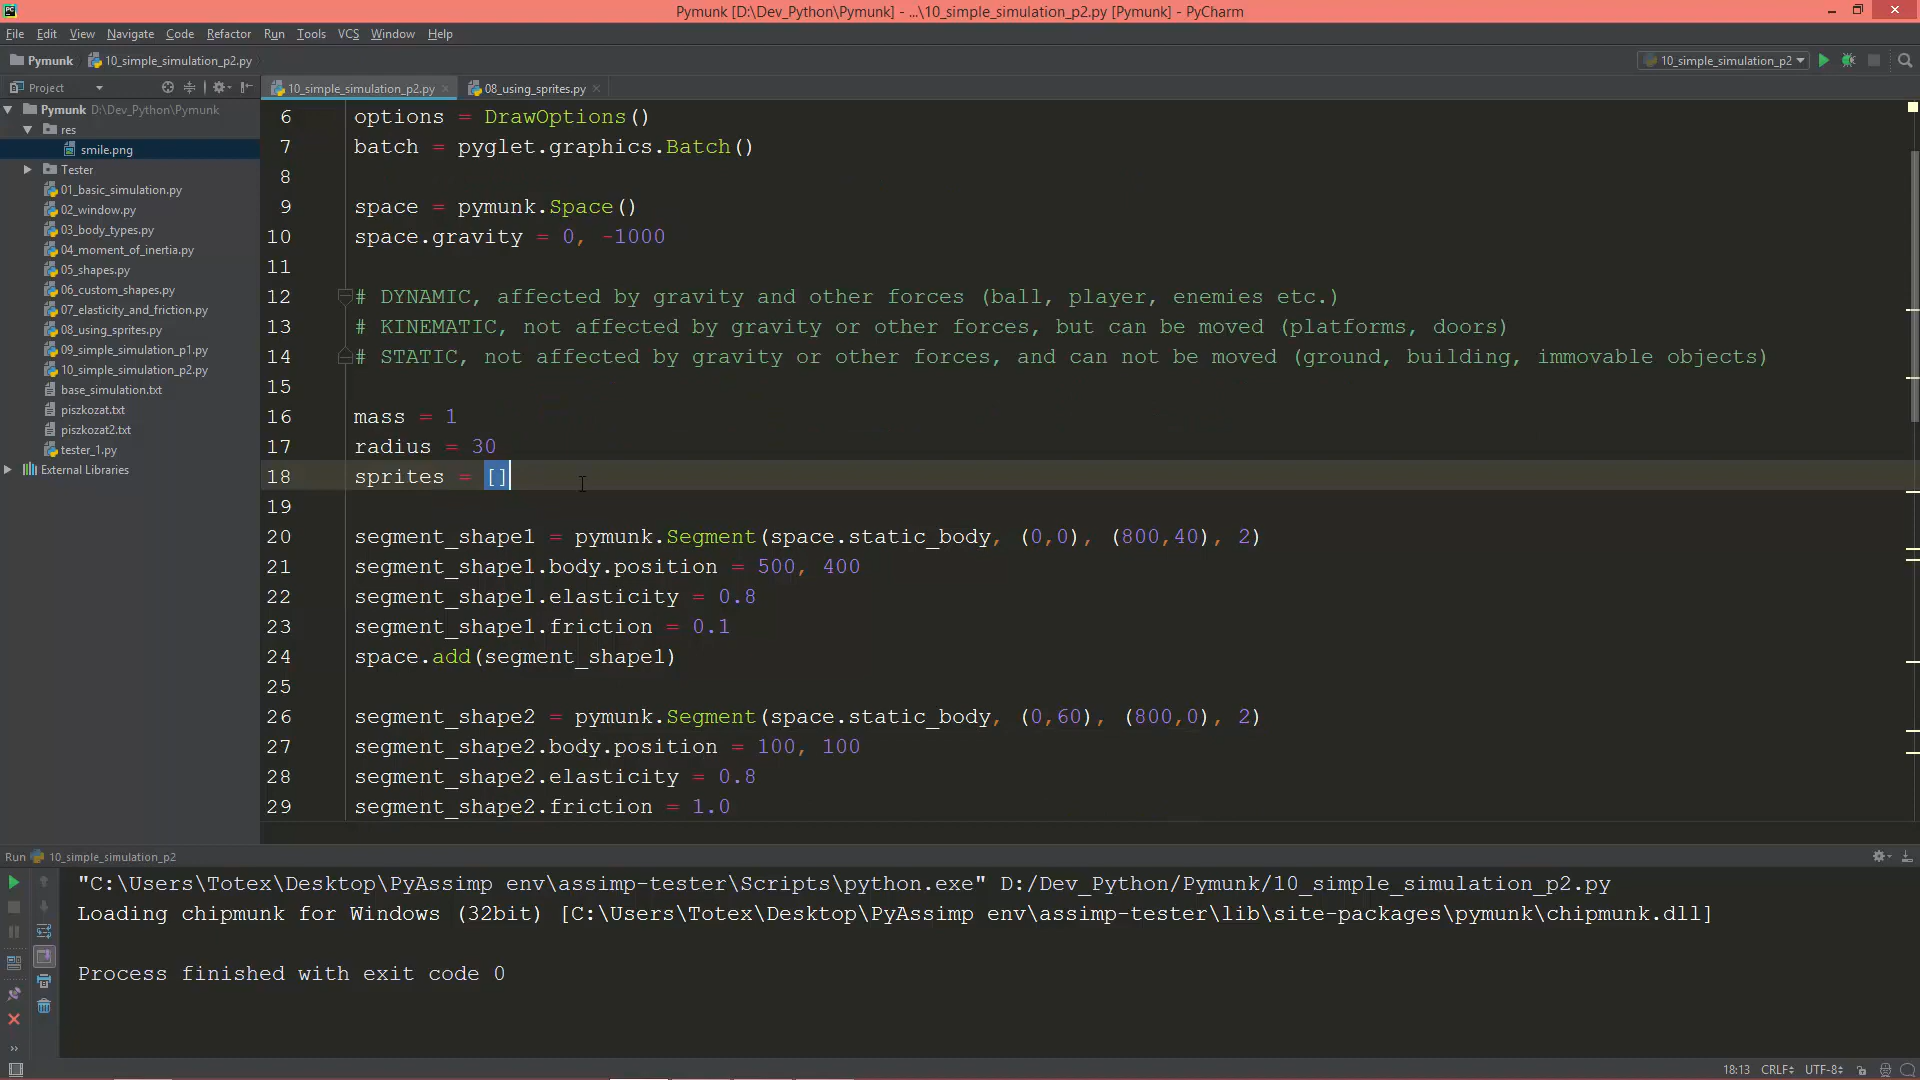 Pymunk [D:\Dev_Python\Pymunk] - ...\10_simple_simulation_p2.py [Pymunk] - PyCharm
File Edit View Navigate Code Refactor Run Tools VCS Window Help
Pymunk 10_simple_simulation_p2.py
10_simple_simulation_p2
Project
10_simple_simulation_p2.py
08_using_sprites.py
Pymunk D:\Dev_Python\Pymunk
res
smile.png
Tester
01_basic_simulation.py
02_window.py
03_body_types.py
04_moment_of_inertia.py
05_shapes.py
06_custom_shapes.py
07_elasticity_and_friction.py
08_using_sprites.py
09_simple_simulation_p1.py
10_simple_simulation_p2.py
base_simulation.txt
piszkozat.txt
piszkozat2.txt
tester_1.py
External Libraries
6 options = DrawOptions()
7 batch = pyglet.graphics.Batch()
8
9 space = pymunk.Space()
10 space.gravity = 0, -1000
11
12 # DYNAMIC, affected by gravity and other forces (ball, player, enemies etc.)
13 # KINEMATIC, not affected by gravity or other forces, but can be moved (platforms, doors)
14 # STATIC, not affected by gravity or other forces, and can not be moved (ground, building, immovable objects)
15
16 mass = 1
17 radius = 30
18 sprites = []
19
20 segment_shape1 = pymunk.Segment(space.static_body, (0,0), (800,40), 2)
21 segment_shape1.body.position = 500, 400
22 segment_shape1.elasticity = 0.8
23 segment_shape1.friction = 0.1
24 space.add(segment_shape1)
25
26 segment_shape2 = pymunk.Segment(space.static_body, (0,60), (800,0), 2)
27 segment_shape2.body.position = 100, 100
28 segment_shape2.elasticity = 0.8
29 segment_shape2.friction = 1.0
Run 10_simple_simulation_p2
"C:\Users\Totex\Desktop\PyAssimp env\assimp-tester\Scripts\python.exe" D:/Dev_Python/Pymunk/10_simple_simulation_p2.py
Loading chipmunk for Windows (32bit) [C:\Users\Totex\Desktop\PyAssimp env\assimp-tester\lib\site-packages\pymunk\chipmunk.dll]
Process finished with exit code 0
18:13 CRLF UTF-8